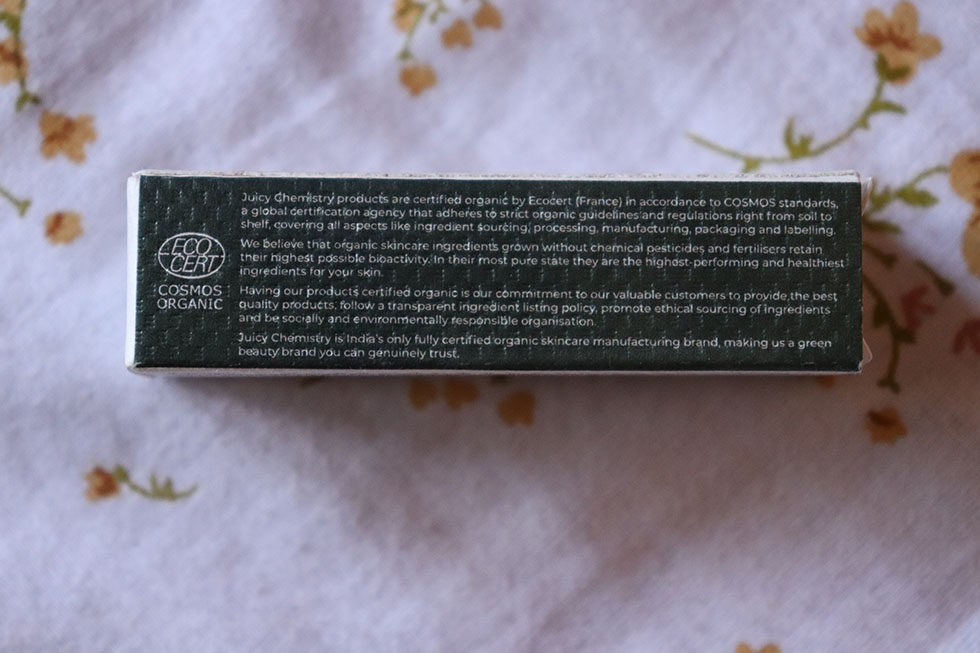 ECO
CERT
COSMOS
ORGANIC
Juicy Chemistry products are certified organic by Ecocert (France) in accordance to COSMOS standards,
a global certification agency that adheres to strict organic guidelines and regulations right from soil to
shelf, covering all aspects like ingredient sourcing, processing, manufacturing, packaging and labelling.
We believe that organic skincare ingredients grown without chemical pesticides and fertilisers retain
their highest possible bioactivity. In their most pure state they are the highest-performing and healthiest
ingredients for your skin.
Having our products certified organic is our commitment to our valuable customers to provide the best
quality products, follow a transparent ingredient listing policy, promote ethical sourcing of ingredients
and be socially and environmentally responsible organisation.
Juicy Chemistry is India's only fully certified organic skincare manufacturing brand, making us a green
beauty brand you can genuinely trust.